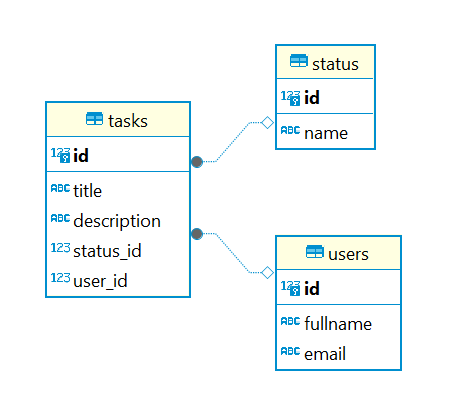 tasks
123 id
ABC title
ABC description
123 status_id
123 user_id
status
123 id
ABC name
users
123 id
ABC fullname
ABC email